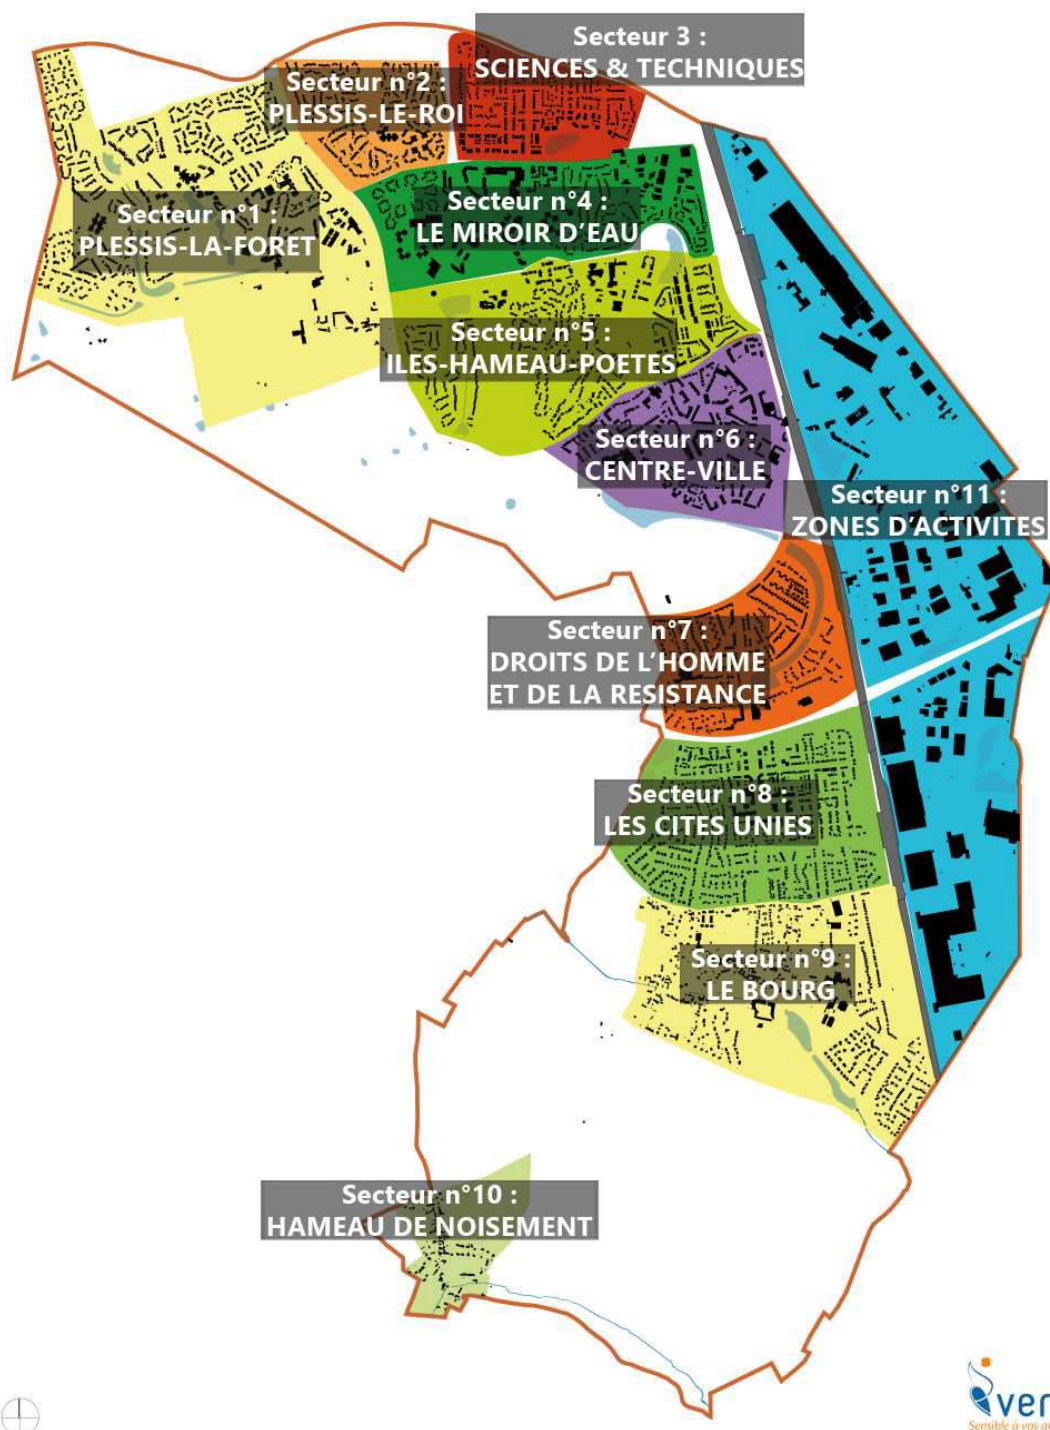 Secteur 3 :
SCIENCES & TECHNIQUES
Secteur n°2 :
PLESSIS-LE-ROI
Secteur n°1 :
PLESSIS-LA-FORET
Secteur n°4 :
LE MIROIR D'EAU
Secteur n°5 :
ILES-HAMEAU-POETES
Secteur n°6 :
CENTRE-VILLE
Secteur n°11 :
ZONES D'ACTIVITES
Secteur n°7 :
DROITS DE L'HOMME
ET DE LA RESISTANCE
Secteur n°8 :
LES CITES UNIES
Secteur n°9 :
LE BOURG
Secteur n°10 :
HAMEAU DE NOISEMENT
Sensible à vos